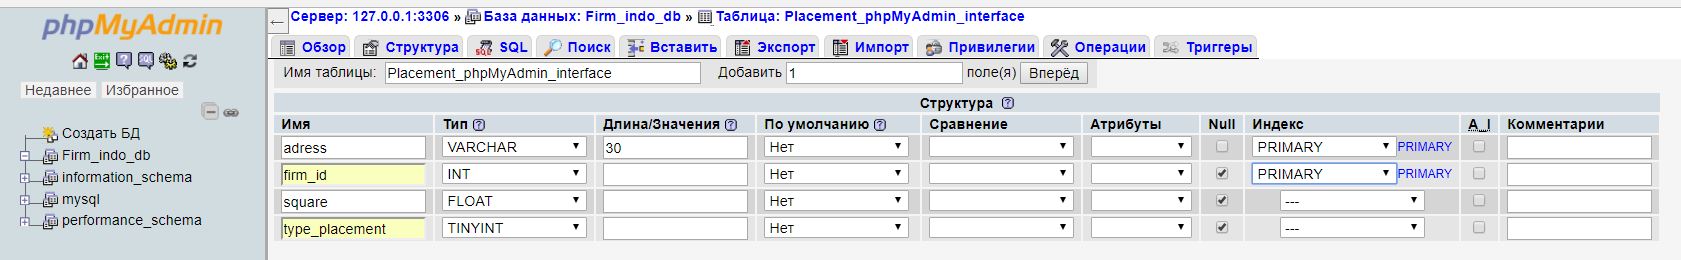 phpMyAdmin
Недавнее Избранное
Создать БД
Firm_indo_db
information_schema
mysql
performance_schema
Сервер: 127.0.0.1:3306 » База данных: Firm_indo_db » Таблица: Placement_phpMyAdmin_interface
Обзор Структура SQL Поиск Вставить Экспорт Импорт Привилегии Операции Триггеры
Имя таблицы: Placement_phpMyAdmin_interface Добавить 1 поле(я) Вперёд
Структура
Имя Тип Длина/Значения По умолчанию Сравнение Атрибуты Null Индекс A_I Комментарии
adress VARCHAR 30 Нет PRIMARY PRIMARY
firm_id INT Нет PRIMARY PRIMARY
square FLOAT Нет ---
type_placement TINYINT Нет ---